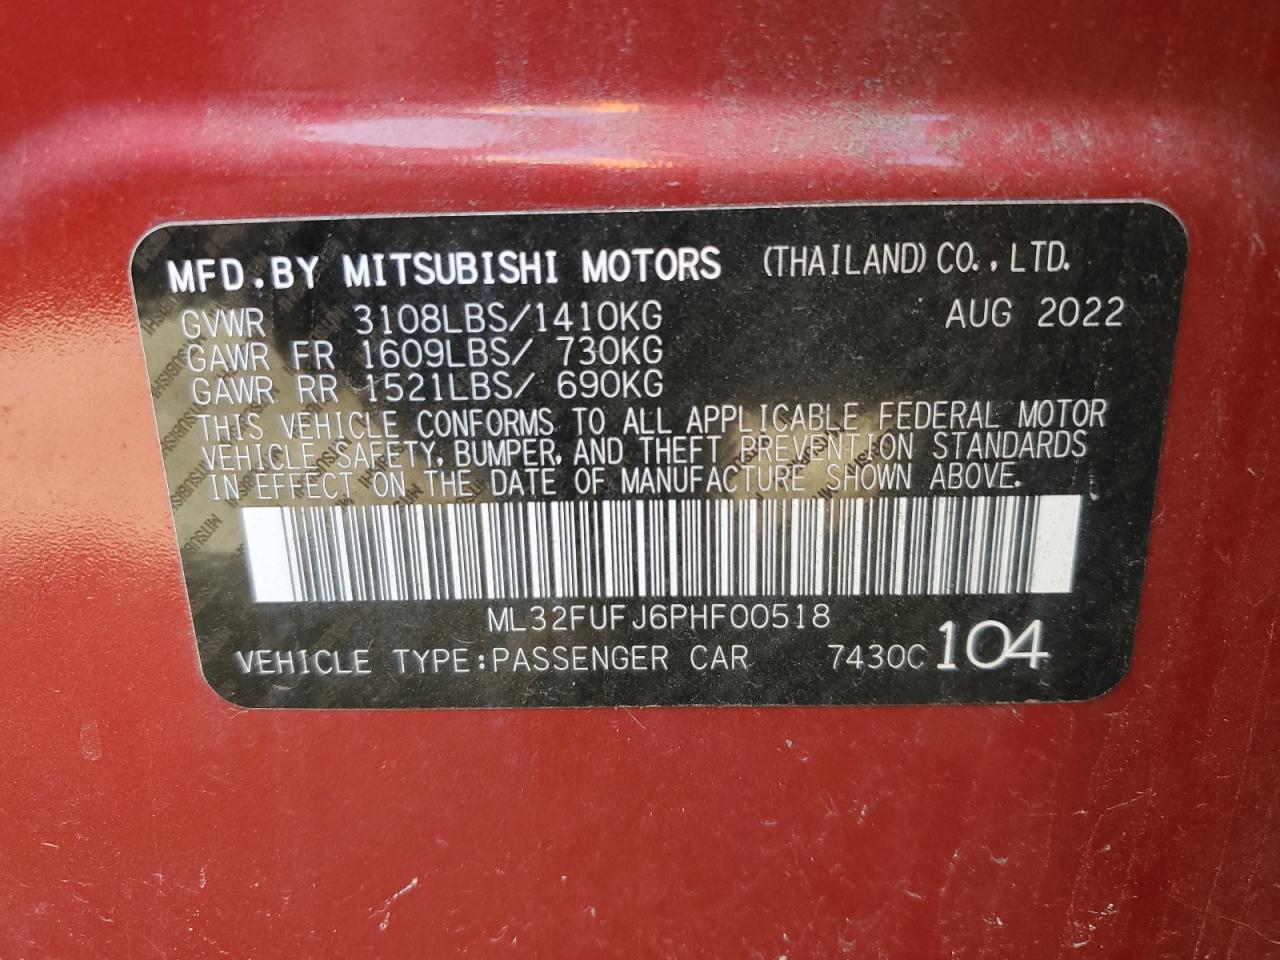 MFD.BY MITSUBISHI MOTORS (THAILAND) CO., LTD.
GVWR 3108LBS/1410KG AUG 2022
GAWR FR 1609LBS/ 730KG
GAWR RR 1521LBS/ 690KG
THIS VEHICLE CONFORMS TO ALL APPLICABLE FEDERAL MOTOR
VEHICLE SAFETY, BUMPER, AND THEFT PREVENTION STANDARDS
IN EFFECT ON THE DATE OF MANUFACTURE SHOWN ABOVE.
ML32FUFJ6PHF00518
VEHICLE TYPE:PASSENGER CAR 7430C104